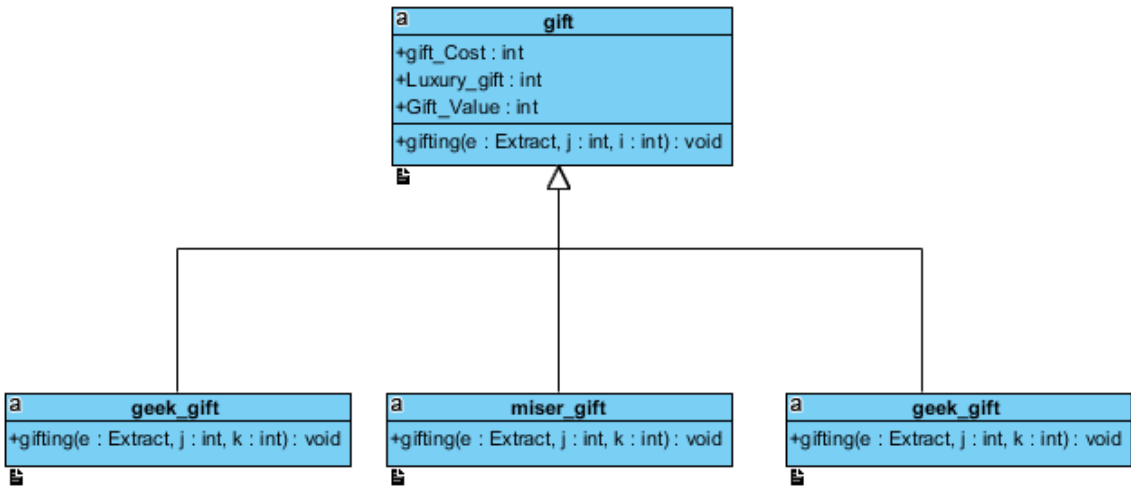 a
gift
+gift_Cost : int
+Luxury_gift : int
+Gift_Value : int
+gifting(e : Extract, j : int, i : int) : void
a
geek_gift
+gifting(e : Extract, j : int, k : int) : void
a
miser_gift
+gifting(e : Extract, j : int, k : int) : void
a
geek_gift
+gifting(e : Extract, j : int, k : int) : void